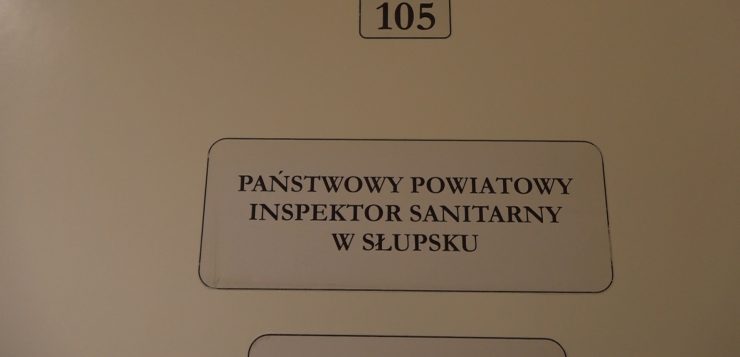 105
PAŃSTWOWY POWIATOWY
INSPEKTOR SANITARNY
W SŁUPSKU